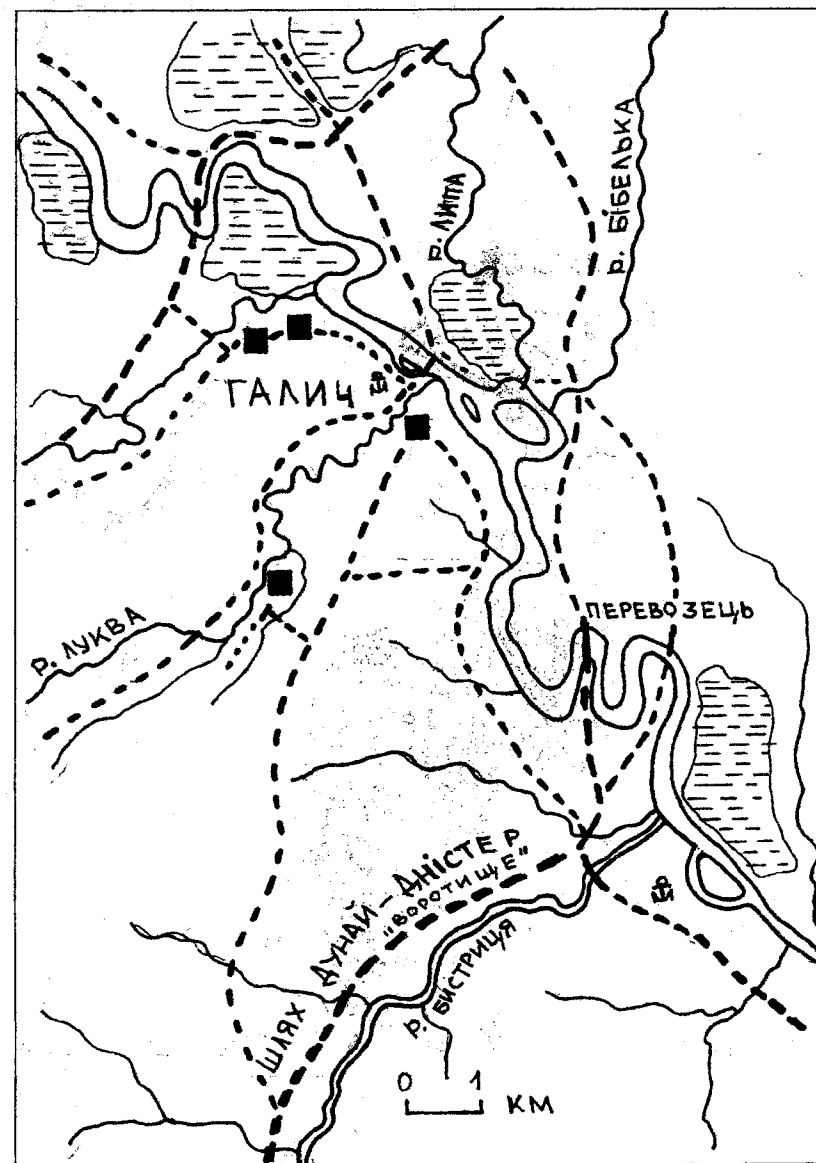 р. ЛИПА
р. БІБЕЛЬКА
ГАЛИЧ
ПЕРЕВОЗЕЦЬ
р. ЛУКВА
ШЛЯХ ДУНАЙ – ДНІСТЕР
"ВОРОТИЩЕ"
р. БИСТРИЦЯ
0 1
КМ